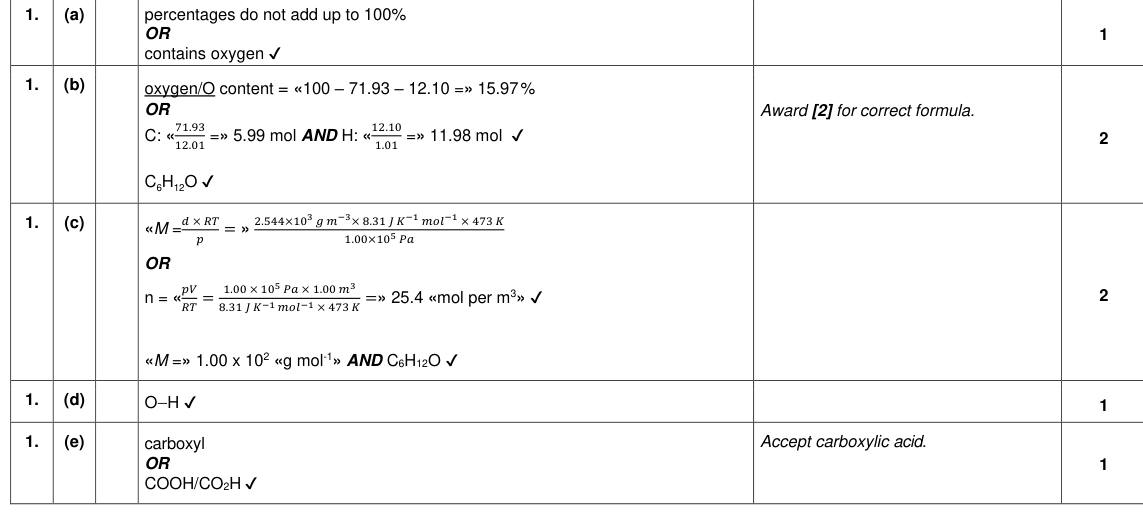 1. (a) percentages do not add up to 100%
OR
contains oxygen ✓ 1
1. (b) oxygen/O content = «100 – 71.93 – 12.10 =» 15.97 %
OR Award [2] for correct formula.
C: «71.93/12.01 =» 5.99 mol AND H: «12.10/1.01 =» 11.98 mol ✓ 2
C₆H₁₂O ✓
1. (c) «M = d × RT / p = » 2.544×10³ g m⁻³ × 8.31 J K⁻¹ mol⁻¹ × 473 K / 1.00×10⁵ Pa
OR
n = «pV/RT = 1.00 × 10⁵ Pa × 1.00 m³ / 8.31 J K⁻¹ mol⁻¹ × 473 K =» 25.4 «mol per m³» ✓ 2
«M =» 1.00 x 10² «g mol⁻¹» AND C₆H₁₂O ✓
1. (d) O–H ✓ 1
1. (e) carboxyl Accept carboxylic acid.
OR 1
COOH/CO₂H ✓